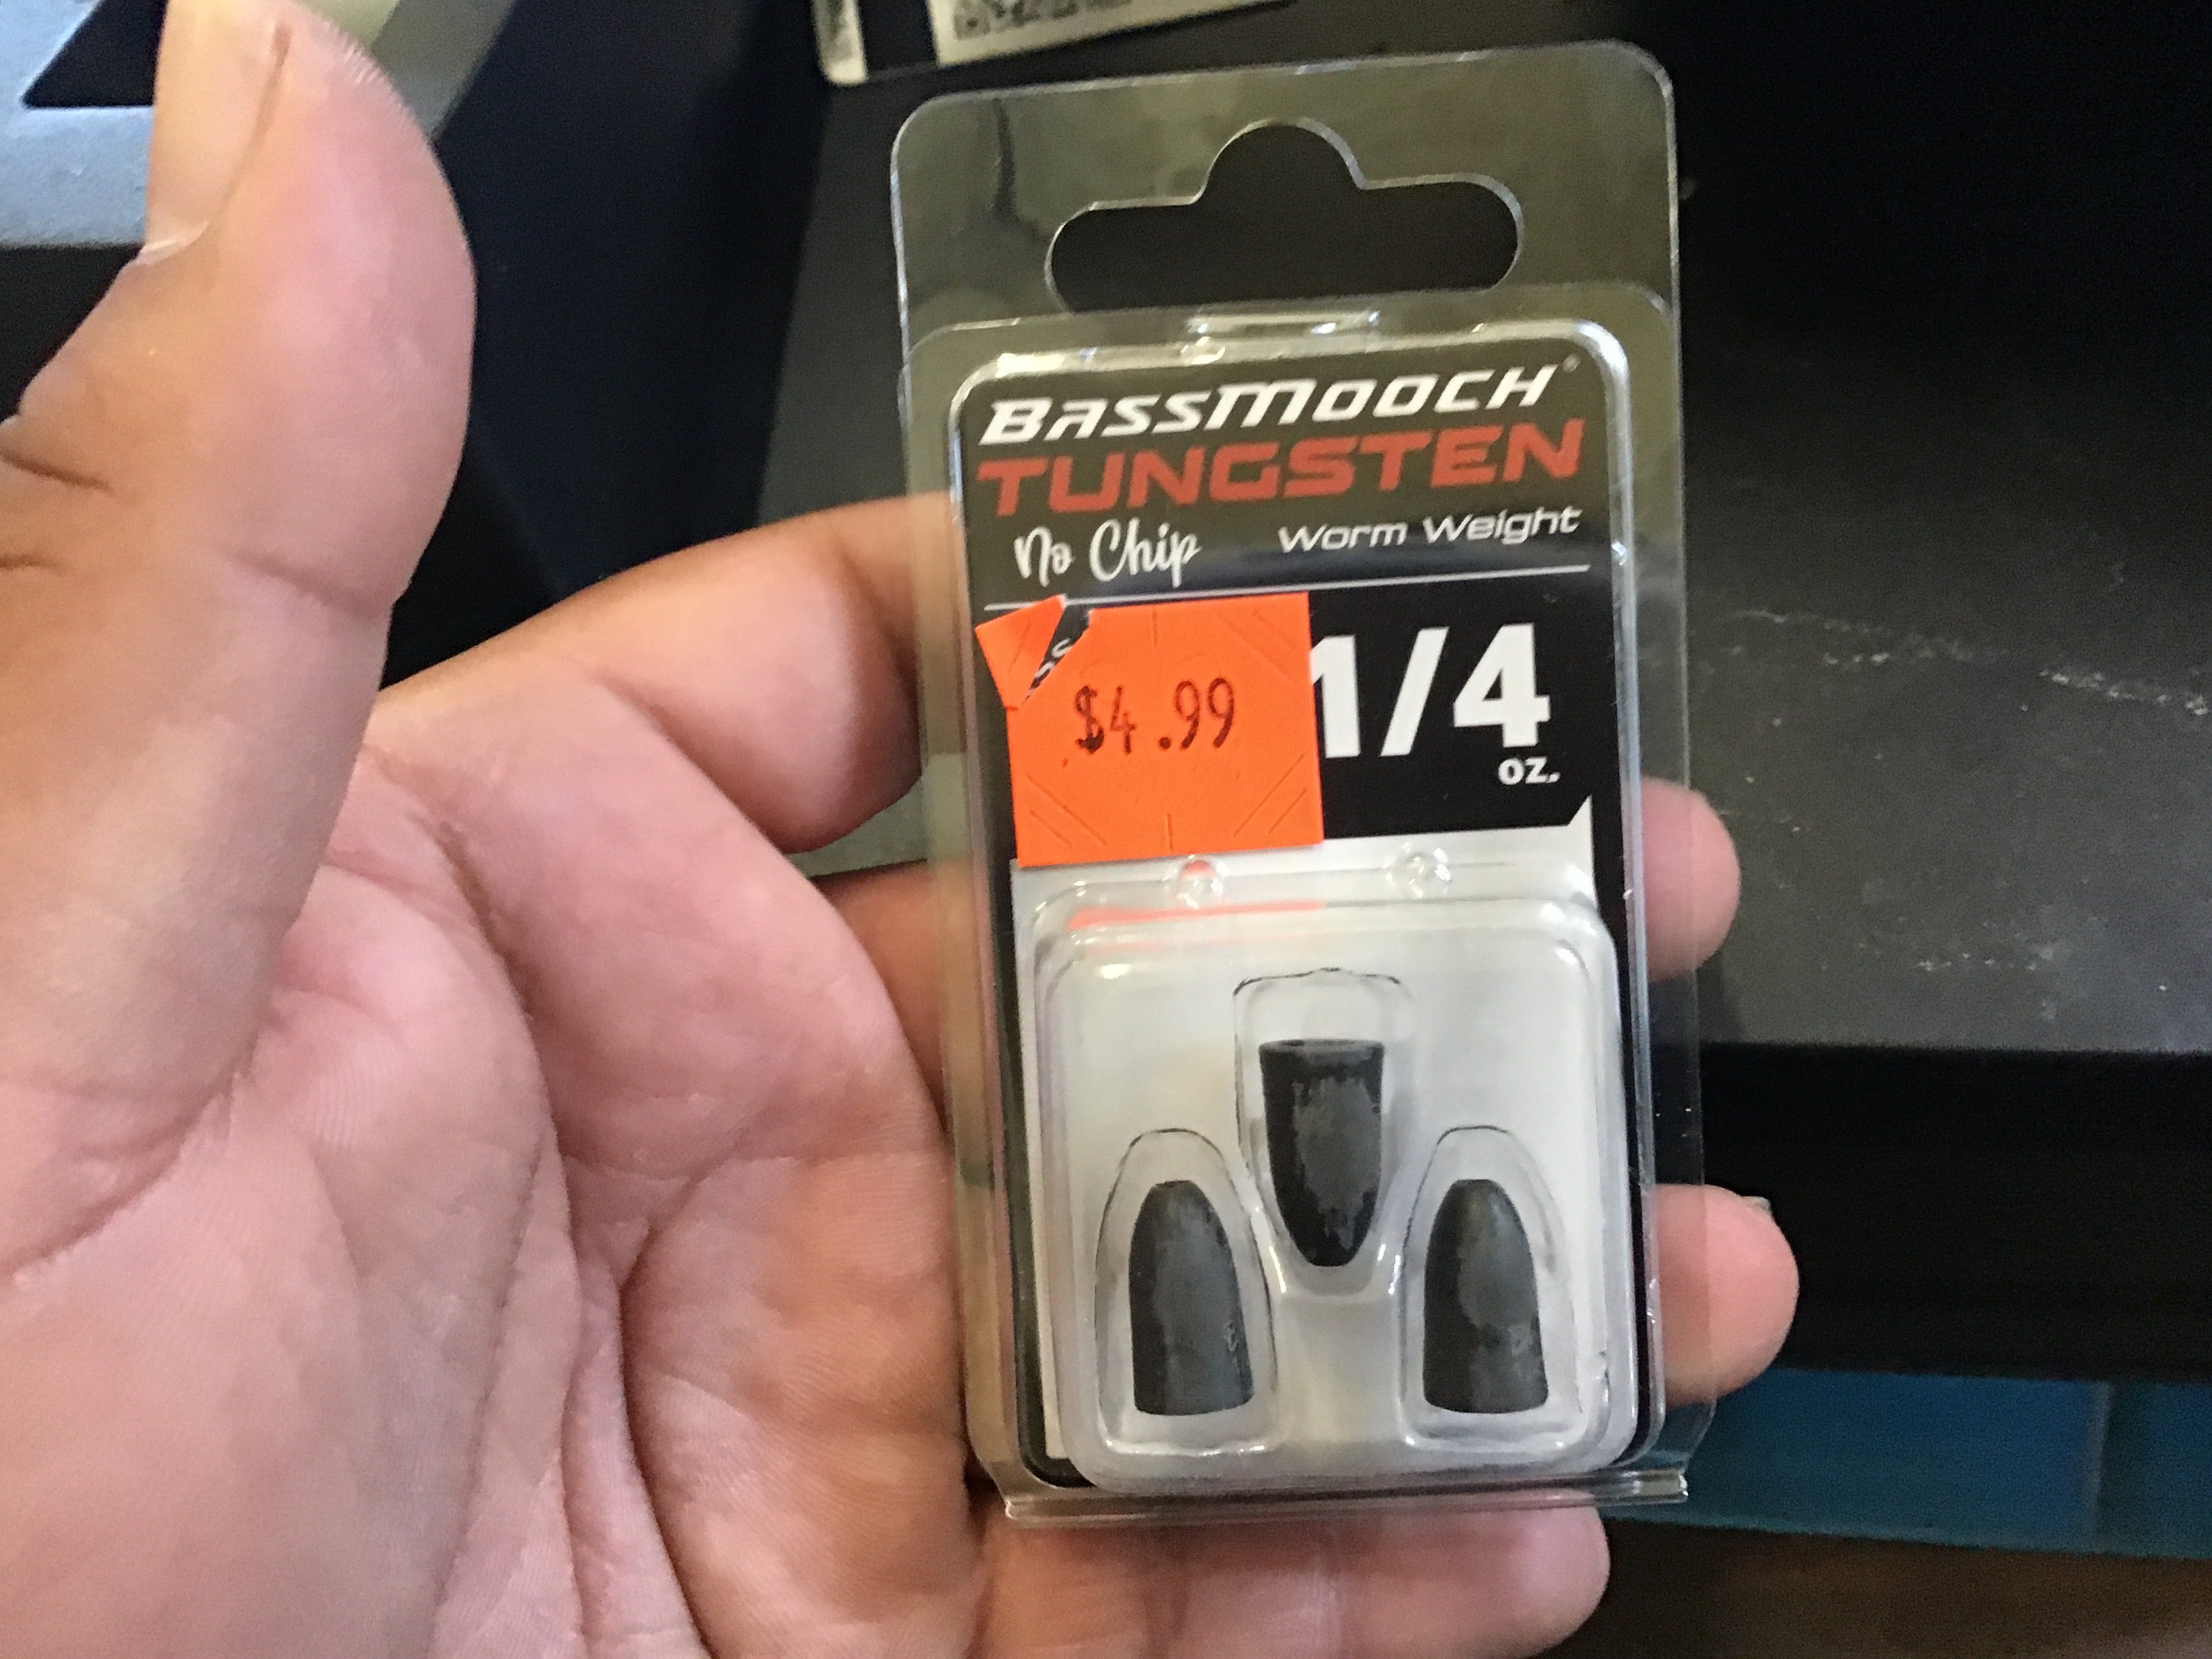 BASSMOOCH®
TUNGSTEN
No Chip Worm Weight
$4.99
1/4
oz.